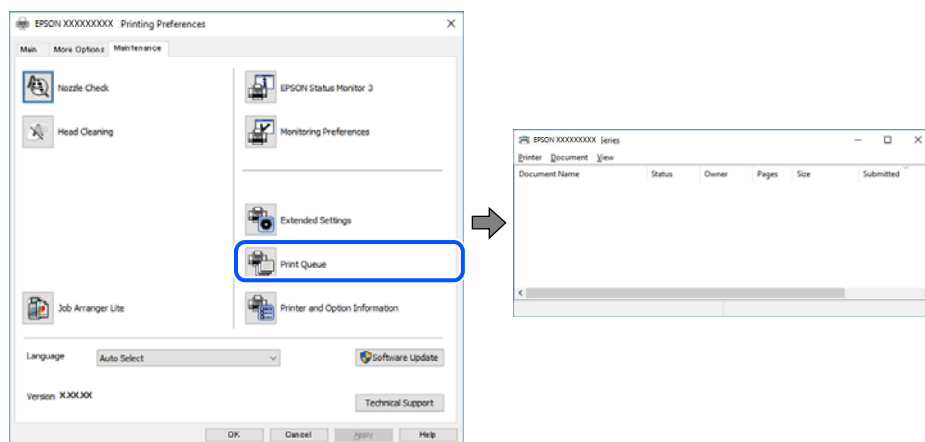 EPSON XXXXXXXXX Printing Preferences
Main More Options Maintenance
Nozzle Check
Head Cleaning
Job Arranger Lite
EPSON Status Monitor 3
Monitoring Preferences
Extended Settings
Print Queue
Printer and Option Information
Language Auto Select Software Update
Version X.XX.XX
Technical Support
OK Cancel Apply Help
EPSON XXXXXXXXX Series
Printer Document View
Document Name Status Owner Pages Size Submitted